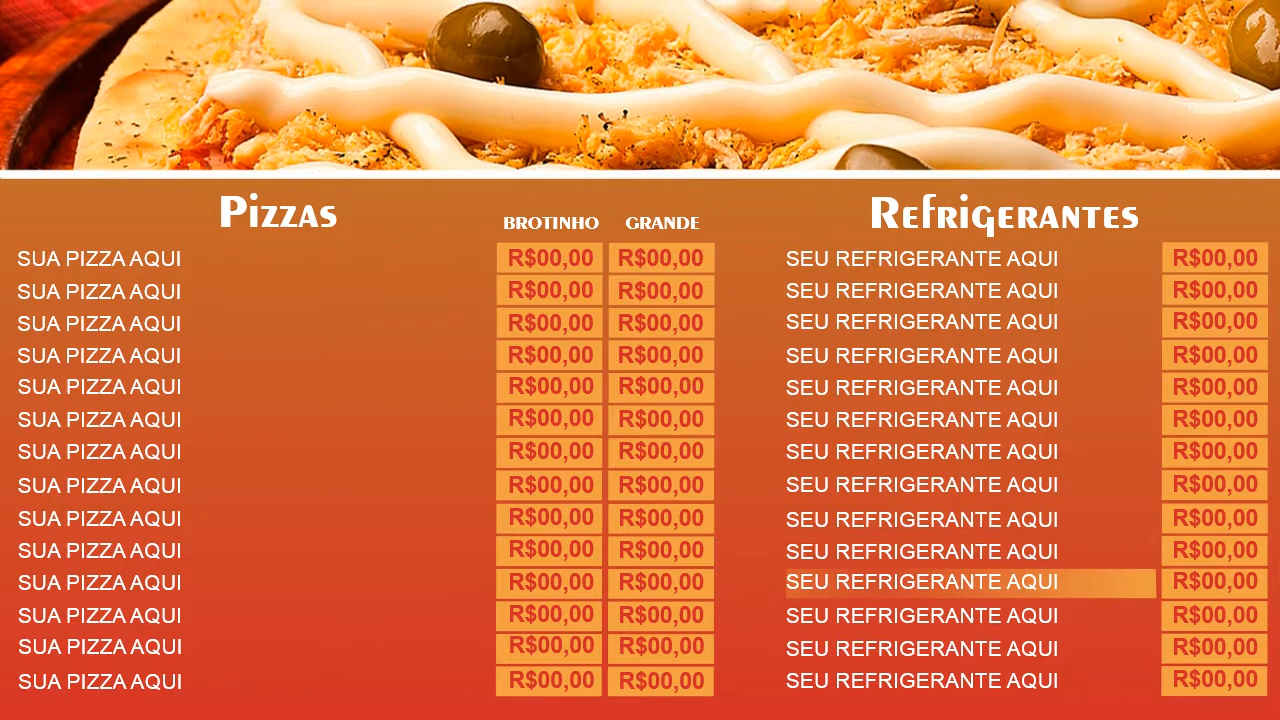 Pizzas
BROTINHO GRANDE
SUA PIZZA AQUI R$00,00 R$00,00
SUA PIZZA AQUI R$00,00 R$00,00
SUA PIZZA AQUI R$00,00 R$00,00
SUA PIZZA AQUI R$00,00 R$00,00
SUA PIZZA AQUI R$00,00 R$00,00
SUA PIZZA AQUI R$00,00 R$00,00
SUA PIZZA AQUI R$00,00 R$00,00
SUA PIZZA AQUI R$00,00 R$00,00
SUA PIZZA AQUI R$00,00 R$00,00
SUA PIZZA AQUI R$00,00 R$00,00
SUA PIZZA AQUI R$00,00 R$00,00
SUA PIZZA AQUI R$00,00 R$00,00
SUA PIZZA AQUI R$00,00 R$00,00
SUA PIZZA AQUI R$00,00 R$00,00
Refrigerantes
SEU REFRIGERANTE AQUI R$00,00
SEU REFRIGERANTE AQUI R$00,00
SEU REFRIGERANTE AQUI R$00,00
SEU REFRIGERANTE AQUI R$00,00
SEU REFRIGERANTE AQUI R$00,00
SEU REFRIGERANTE AQUI R$00,00
SEU REFRIGERANTE AQUI R$00,00
SEU REFRIGERANTE AQUI R$00,00
SEU REFRIGERANTE AQUI R$00,00
SEU REFRIGERANTE AQUI R$00,00
SEU REFRIGERANTE AQUI R$00,00
SEU REFRIGERANTE AQUI R$00,00
SEU REFRIGERANTE AQUI R$00,00
SEU REFRIGERANTE AQUI R$00,00